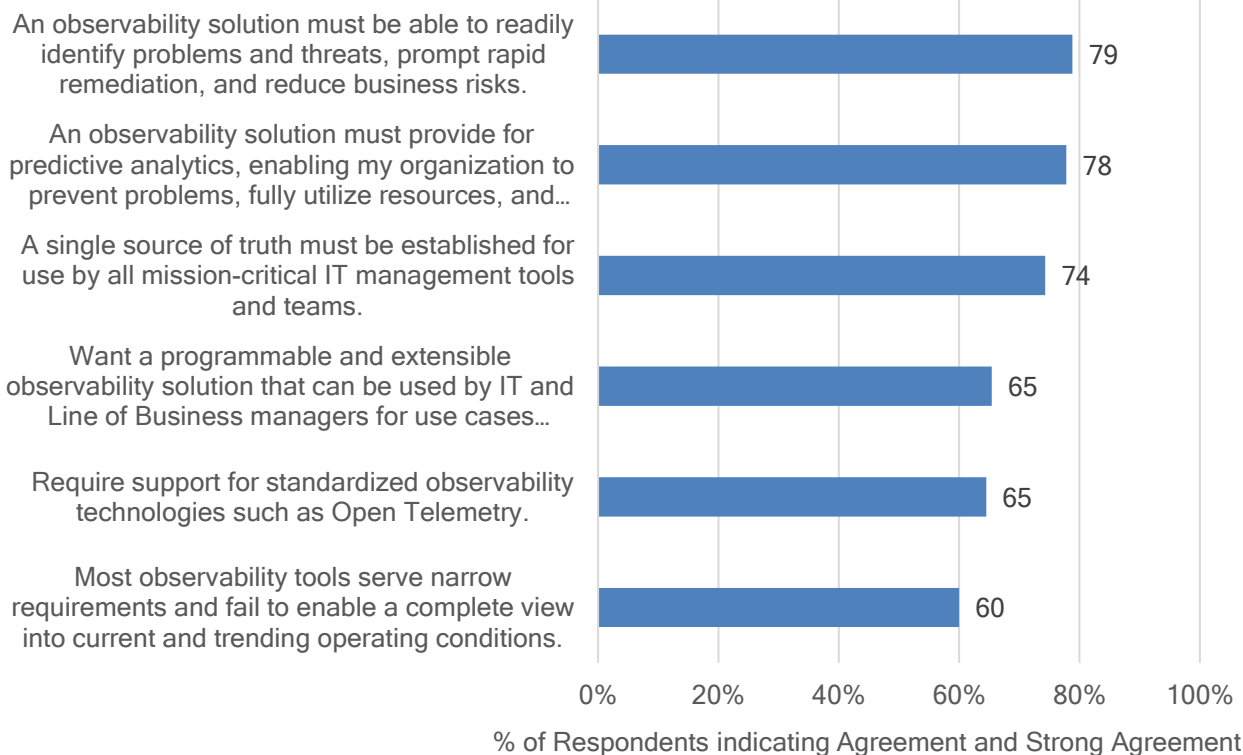 An observability solution must be able to readily
identify problems and threats, prompt rapid
remediation, and reduce business risks.
79
An observability solution must provide for
predictive analytics, enabling my organization to
prevent problems, fully utilize resources, and…
78
A single source of truth must be established for
use by all mission-critical IT management tools
and teams.
74
Want a programmable and extensible
observability solution that can be used by IT and
Line of Business managers for use cases…
65
Require support for standardized observability
technologies such as Open Telemetry.
65
Most observability tools serve narrow
requirements and fail to enable a complete view
into current and trending operating conditions.
60
0% 20% 40% 60% 80% 100%
% of Respondents indicating Agreement and Strong Agreement